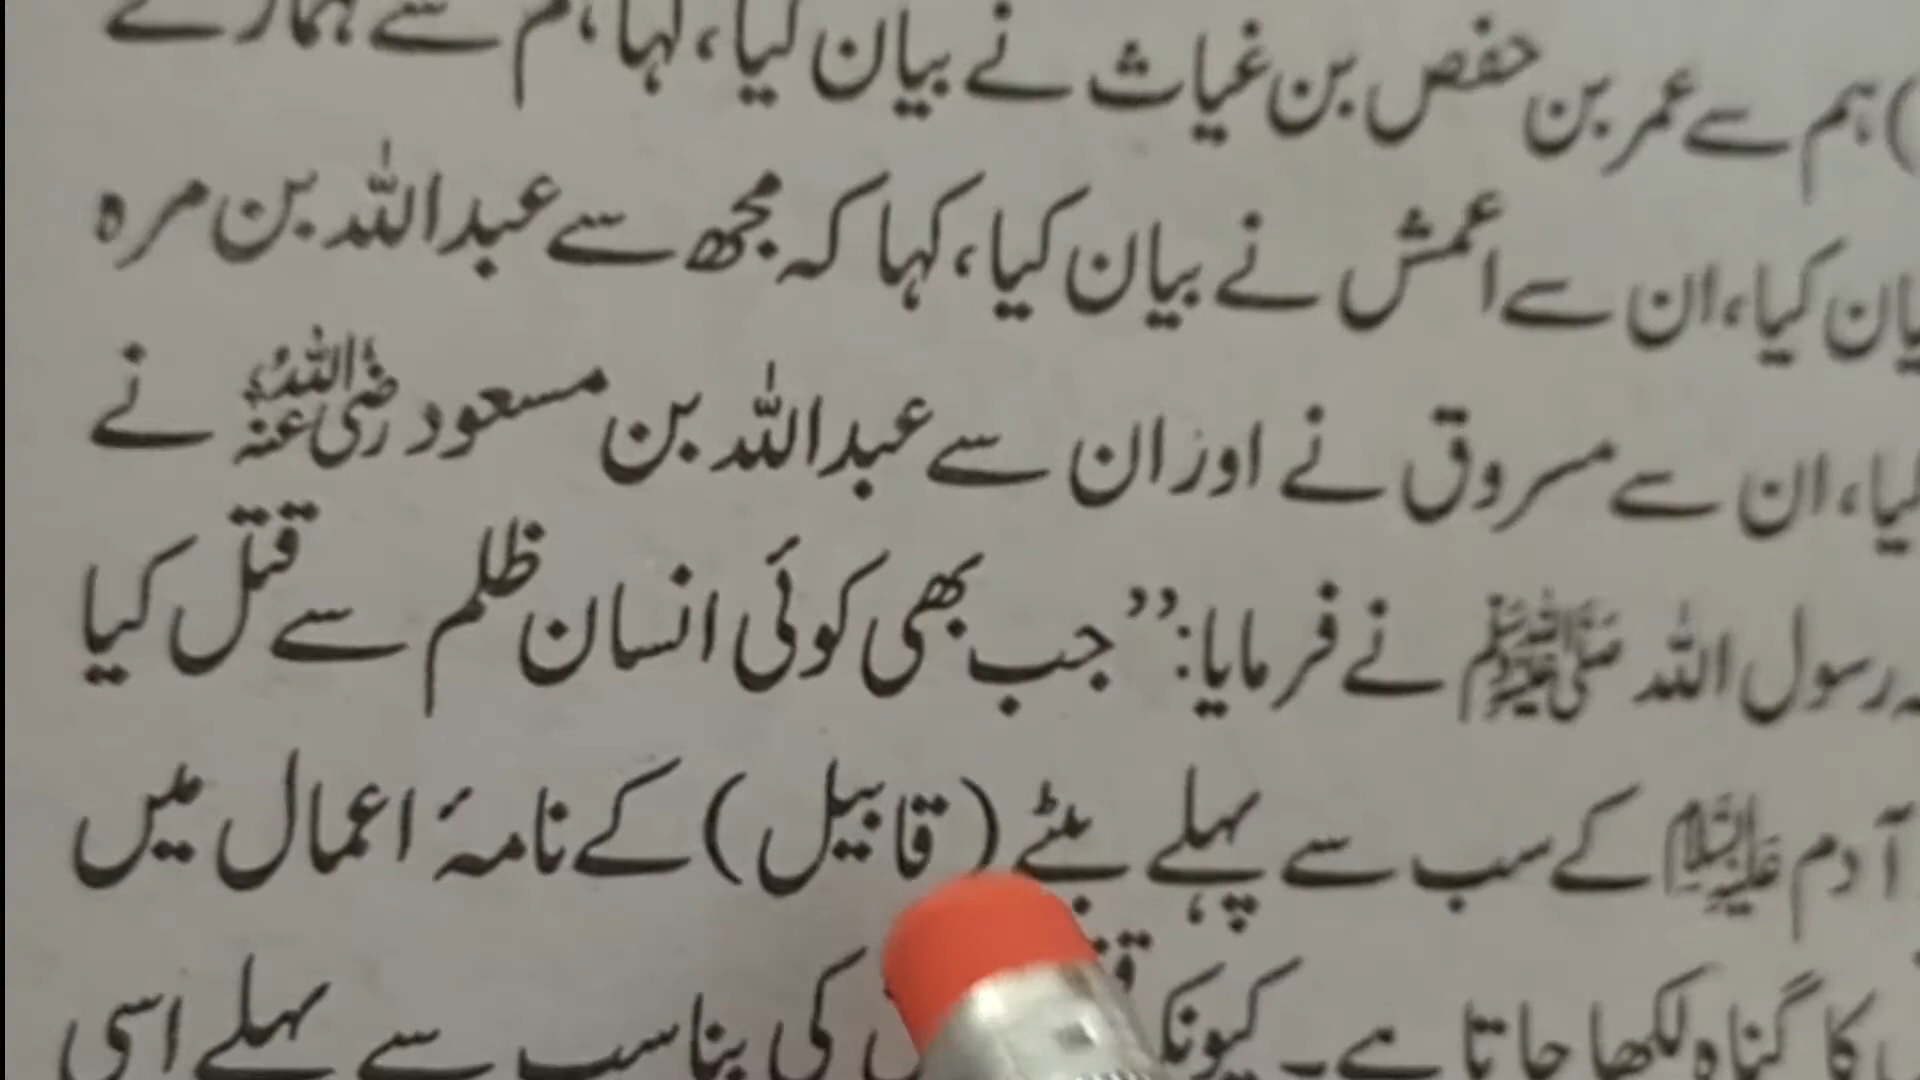 ) ہم سے عمر بن حفص بن غیاث نے بیان کیا، کہا، ہم سے ہمارے
کیا، ان سے اعمش نے بیان کیا، کہا کہ مجھ سے عبداللہ بن مرہ
کیا، ان سے مسروق نے اور ان سے عبداللہ بن مسعود رضی اللہ عنہ نے
رسول اللہ صلی اللہ علیہ وسلم نے فرمایا: ’’جب بھی کوئی انسان ظلم سے قتل کیا
آدم علیہ السلام کے سب سے پہلے بیٹے (قابیل) کے نامۂ اعمال میں
کا گناہ لکھا جاتا ہے۔ کی بنا سب سے پہلے اسی